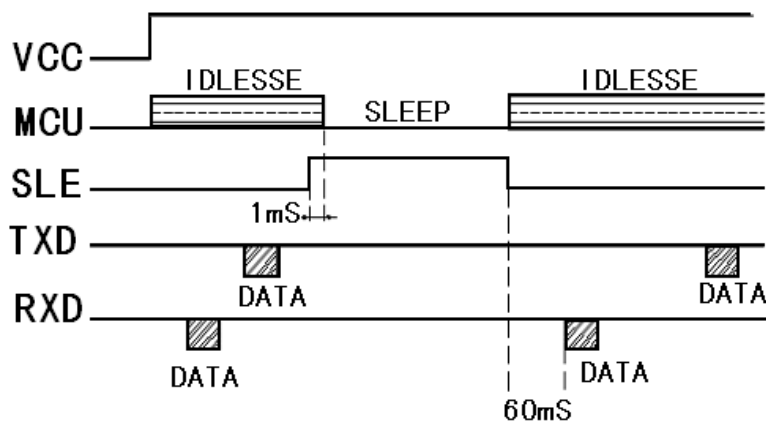 VCC
IDLESSE IDLESSE
MCU SLEEP
SLE
1mS
TXD
DATA DATA
RXD
DATA DATA
60mS